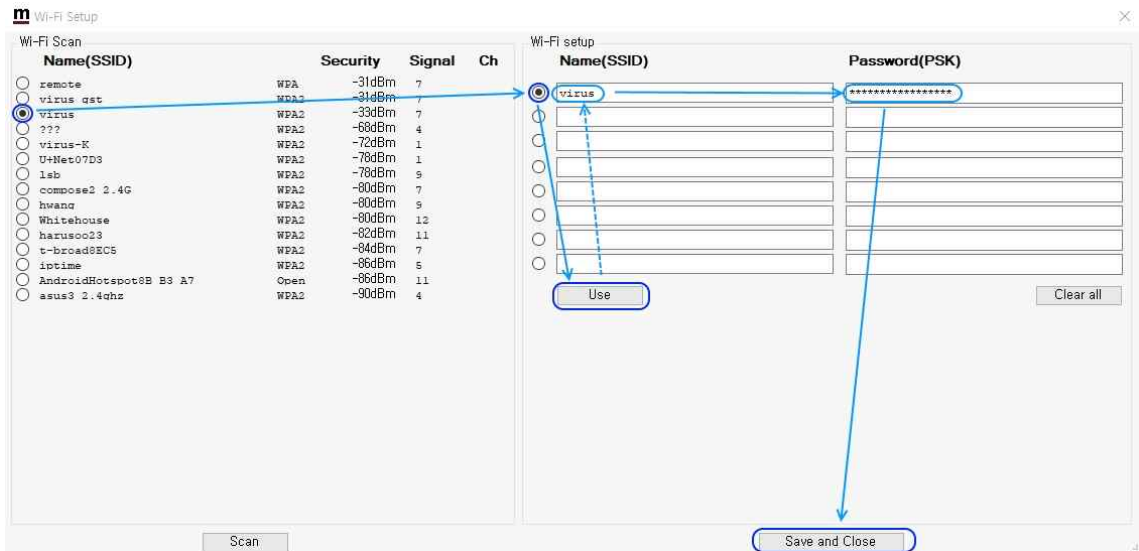 m Wi-Fi Setup
Wi-Fi Scan
Name(SSID) Security Signal Ch
remote WPA -31dBm 7
virus gst WPA2 -31dBm 7
virus WPA2 -33dBm 7
??? WPA2 -68dBm 4
virus-K WPA2 -72dBm 1
U+Net07D3 WPA2 -78dBm 1
lsb WPA2 -78dBm 9
compose2 2.4G WPA2 -80dBm 7
hwang WPA2 -80dBm 9
Whitehouse WPA2 -80dBm 12
harusoo23 WPA2 -82dBm 11
t-broad8EC5 WPA2 -84dBm 7
iptime WPA2 -86dBm 5
AndroidHotspot8B B3 A7 Open -86dBm 11
asus3 2.4ghz WPA2 -90dBm 4
Scan
Wi-Fi setup
Name(SSID) Password(PSK)
virus *****************
Use Clear all
Save and Close